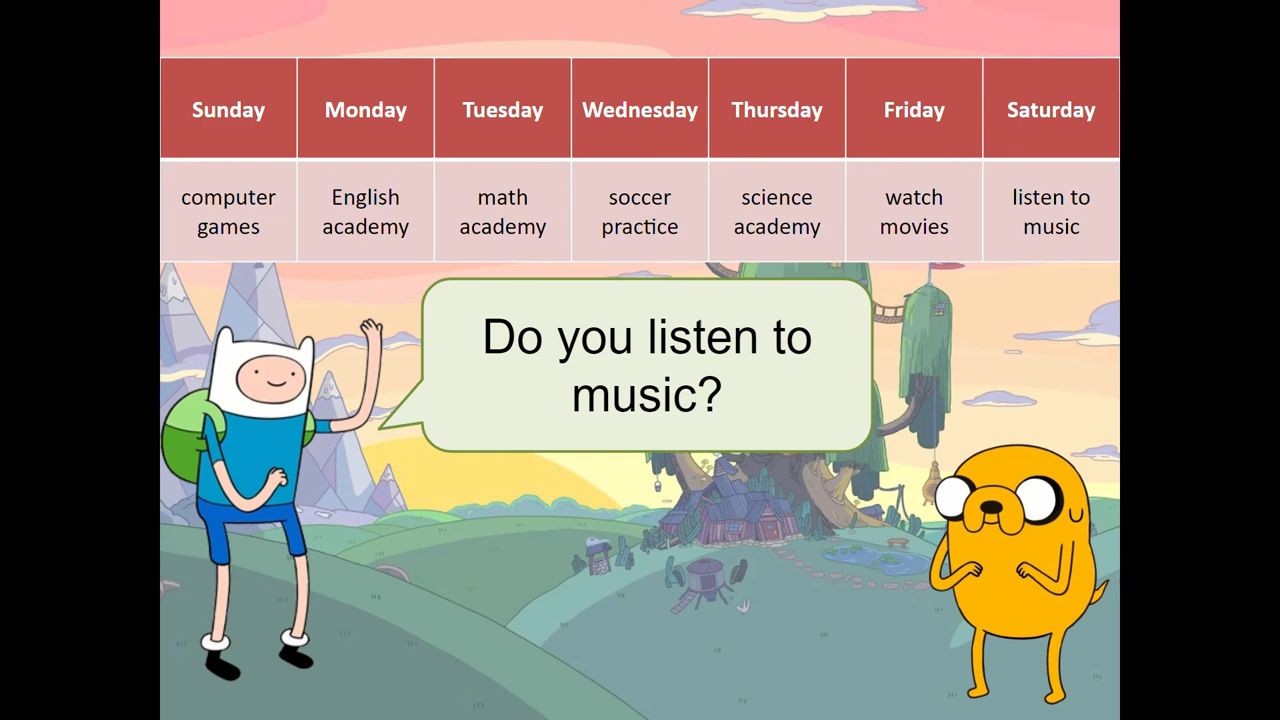 Sunday Monday Tuesday Wednesday Thursday Friday Saturday
computer English math soccer science watch listen to
games academy academy practice academy movies music
Do you listen to
music?